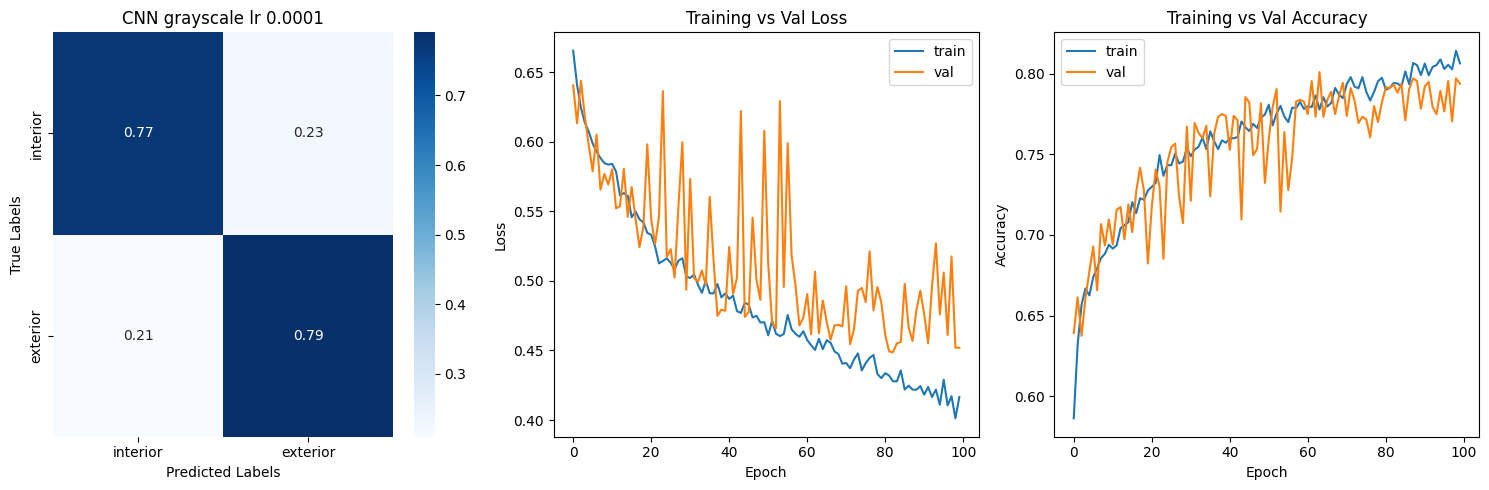 CNN grayscale lr 0.0001
True Labels
interior
exterior
0.77
0.23
0.21
0.79
interior
exterior
Predicted Labels
0.7
0.6
0.5
0.4
0.3
Training vs Val Loss
Loss
0.65
0.60
0.55
0.50
0.45
0.40
train
val
0
20
40
60
80
100
Epoch
Training vs Val Accuracy
Accuracy
0.80
0.75
0.70
0.65
0.60
train
val
0
20
40
60
80
100
Epoch